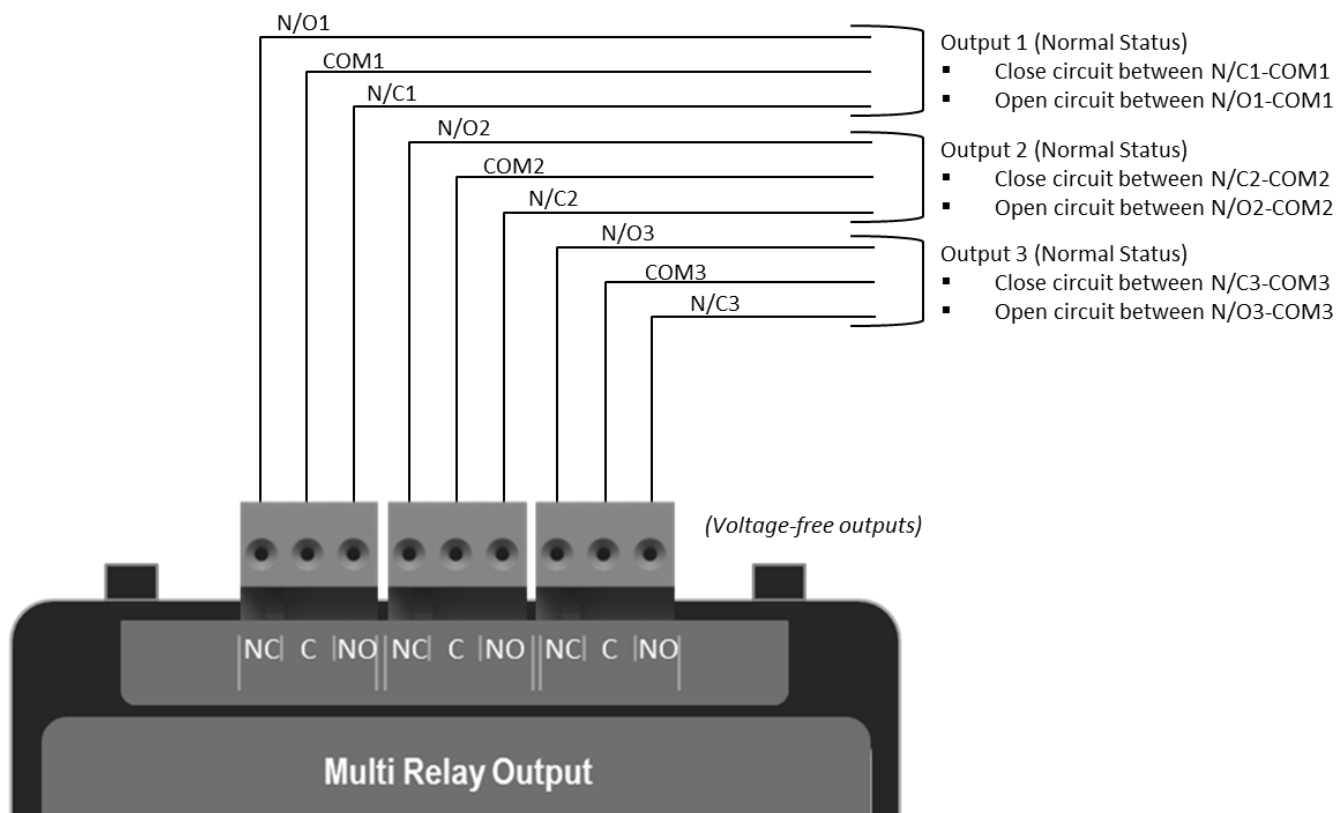 N/O1
COM1
N/C1
Output 1 (Normal Status)
▪ Close circuit between N/C1-COM1
▪ Open circuit between N/O1-COM1
N/O2
COM2
N/C2
Output 2 (Normal Status)
▪ Close circuit between N/C2-COM2
▪ Open circuit between N/O2-COM2
N/O3
COM3
N/C3
Output 3 (Normal Status)
▪ Close circuit between N/C3-COM3
▪ Open circuit between N/O3-COM3
(Voltage-free outputs)
NC C NO NC C NO NC C NO
Multi Relay Output